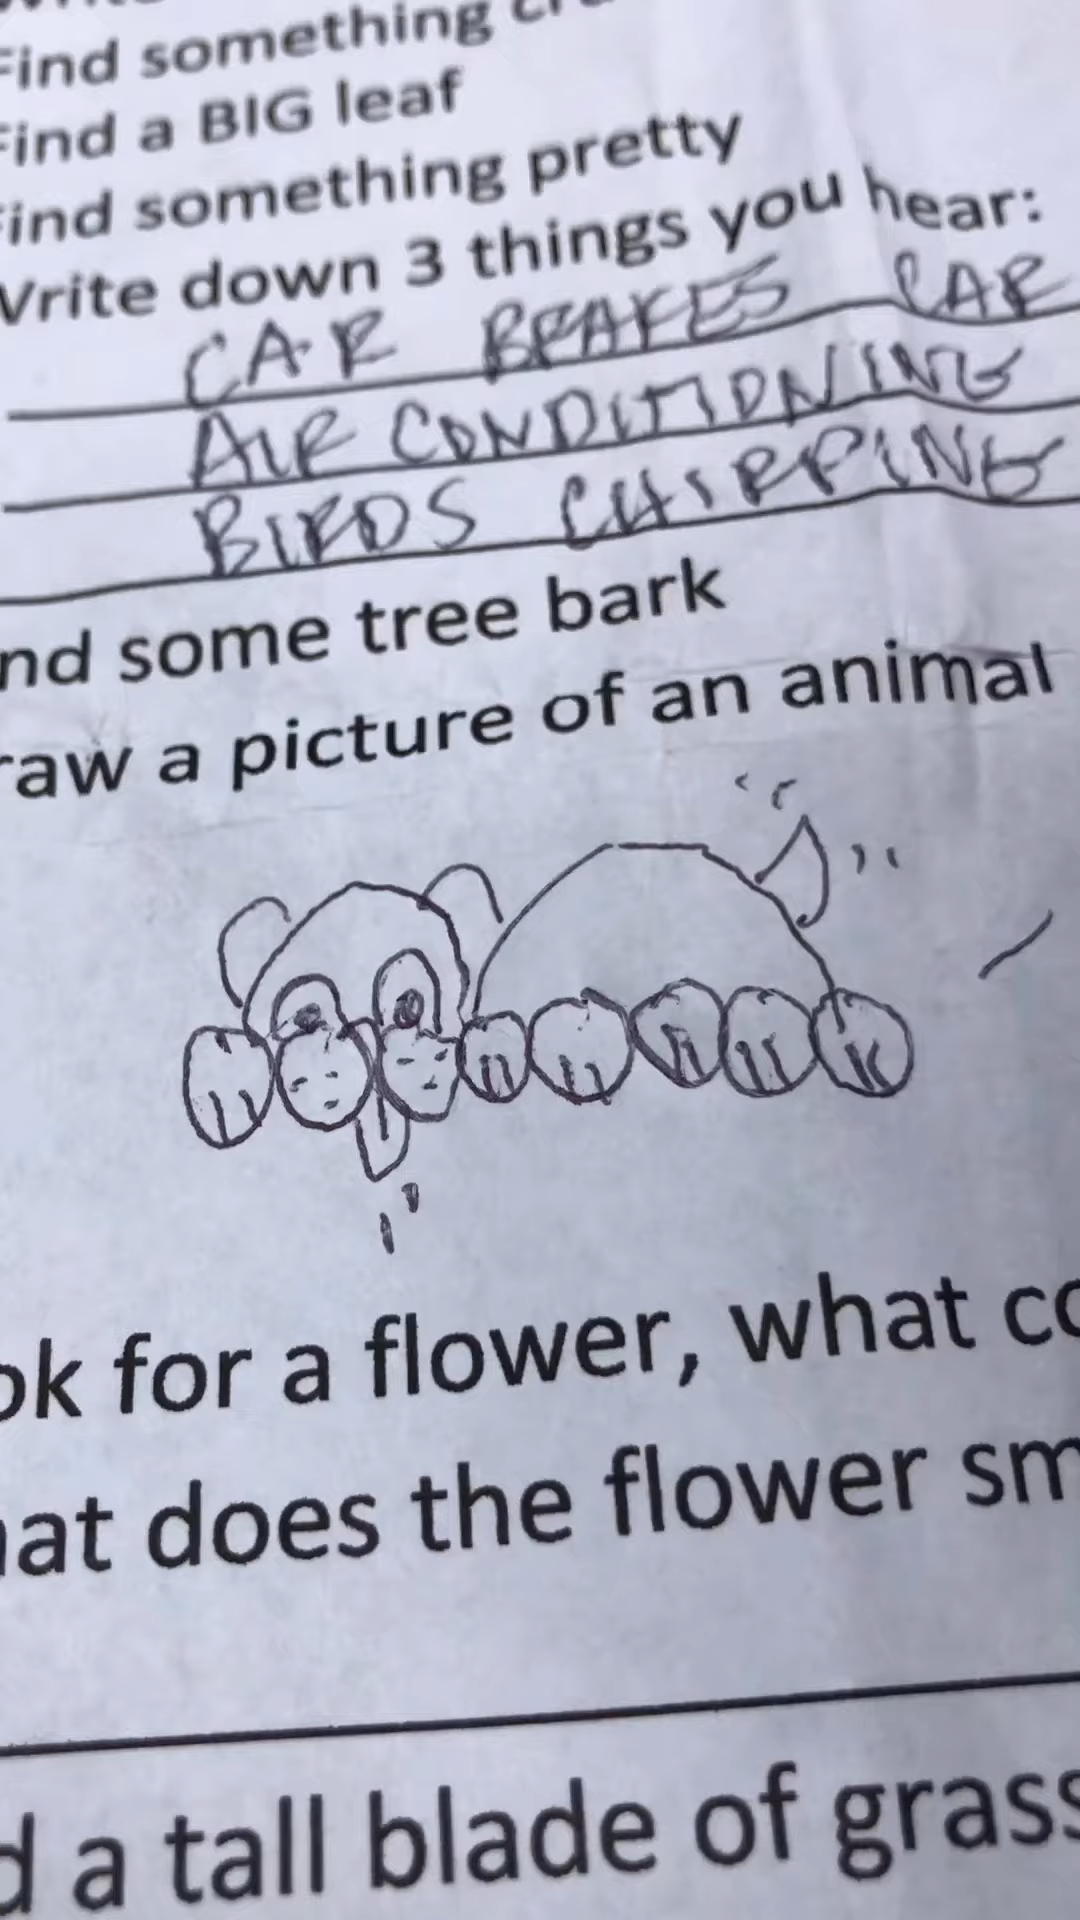 Find something
Find a BIG leaf
Find something pretty
Write down 3 things you hear:
CAR BRAKES CAR
AIR CONDITIONING
BIRDS CHIRPING
nd some tree bark
raw a picture of an animal
ok for a flower, what co
hat does the flower sm
d a tall blade of grass